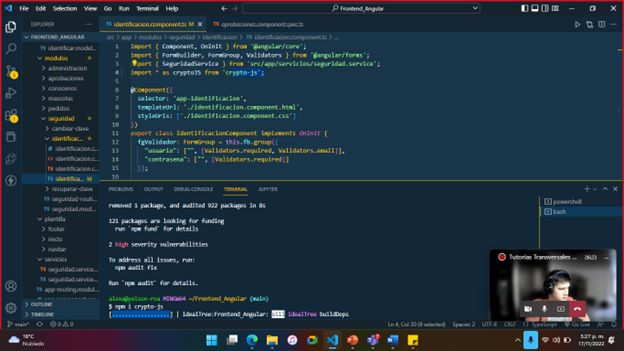 File Edit Selection View Go Run Terminal Help
Frontend_Angular
EXPLORER
FRONTEND_ANGULAR
identificar.model...
modulos
administracion
aprobaciones
conocenos
mascotas
pedidos
seguridad
cambiar-clave
identificac...
identificacion.c...
identificacion.c...
identificacion.c...
identifica... M
recuperar-clave
seguridad-routi...
seguridad.mod...
plantilla
footer
inicio
navbar
servicios
seguridad.servic...
seguridad.servic...
app-routing.modul...
OUTLINE
TIMELINE
identificacion.component.ts M
aprobaciones.component.spec.ts
src > app > modulos > seguridad > identificacion > identificacion.component.ts > ...
1 import { Component, OnInit } from '@angular/core';
2 import { FormBuilder, FormGroup, Validators } from '@angular/forms';
3 import { SeguridadService } from 'src/app/servicios/seguridad.service';
4 import * as cryptoJS from 'crypto-js';
5
6 @Component({
7 selector: 'app-identificacion',
8 templateUrl: './identificacion.component.html',
9 styleUrls: ['./identificacion.component.css']
10 })
11 export class IdentificacionComponent implements OnInit {
12 fgValidador: FormGroup = this.fb.group({
13 "usuario": ["", [Validators.required, Validators.email]],
14 "contrasena": ["", [Validators.required]]
15 });
16
PROBLEMS OUTPUT DEBUG CONSOLE TERMINAL JUPYTER
removed 1 package, and audited 922 packages in 8s
121 packages are looking for funding
run `npm fund` for details
2 high severity vulnerabilities
To address all issues, run:
npm audit fix
Run `npm audit` for details.
MINGW64 ~/Frontend_Angular (main)
$ npm i crypto-js
[..................] | idealTree:Frontend_Angular: sill idealTree buildDeps
powershell
bash
Tutorías Transversales ... 26:23
main* 0 0
Ln 4, Col 30 (9 selected) Spaces: 2 UTF-8 CRLF TypeScript Go Live
18°C
Nublado
5:27 p. m.
17/11/2022